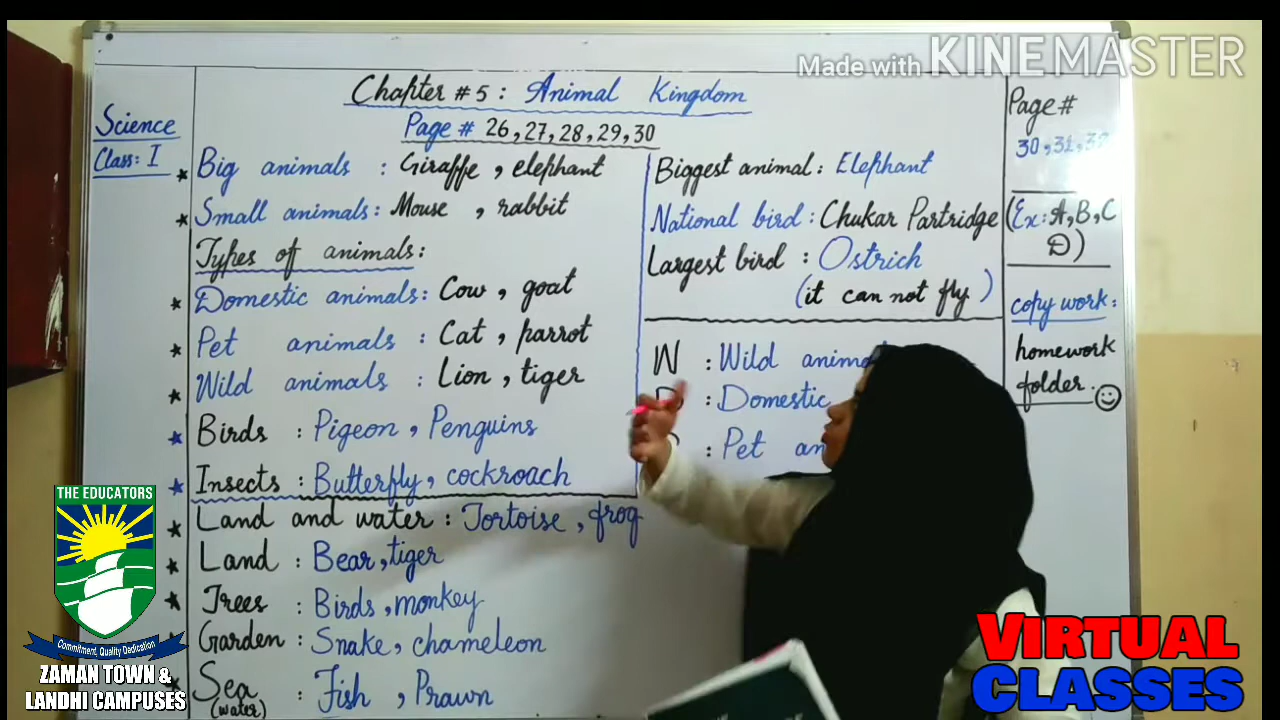 Made with KINEMASTER
Chapter # 5 : Animal Kingdom
Page # 26,27,28,29,30
Science
Class: I
* Big animals : Giraffe , elephant
* Small animals: Mouse , rabbit
Types of animals:
* Domestic animals: Cow , goat
* Pet animals : Cat , parrot
* Wild animals : Lion , tiger
* Birds : Pigeon , Penguins
* Insects : Butterfly, cockroach
* Land and water : Tortoise , frog
* Land : Bear, tiger
* Trees : Birds , monkey
* Garden : Snake, chameleon
* Sea : Fish , Prawn
(water)
Biggest animal : Elephant
National bird : Chukar Partridge
Largest bird : Ostrich
(it can not fly)
W : Wild
: Domestic
: Pet
Page #
30,31,
(Ex: A, B, C
D)
copy work :
homework
folder.
THE EDUCATORS
Commitment, Quality, Dedication
ZAMAN TOWN &
LANDHI CAMPUSES
VIRTUAL
CLASSES